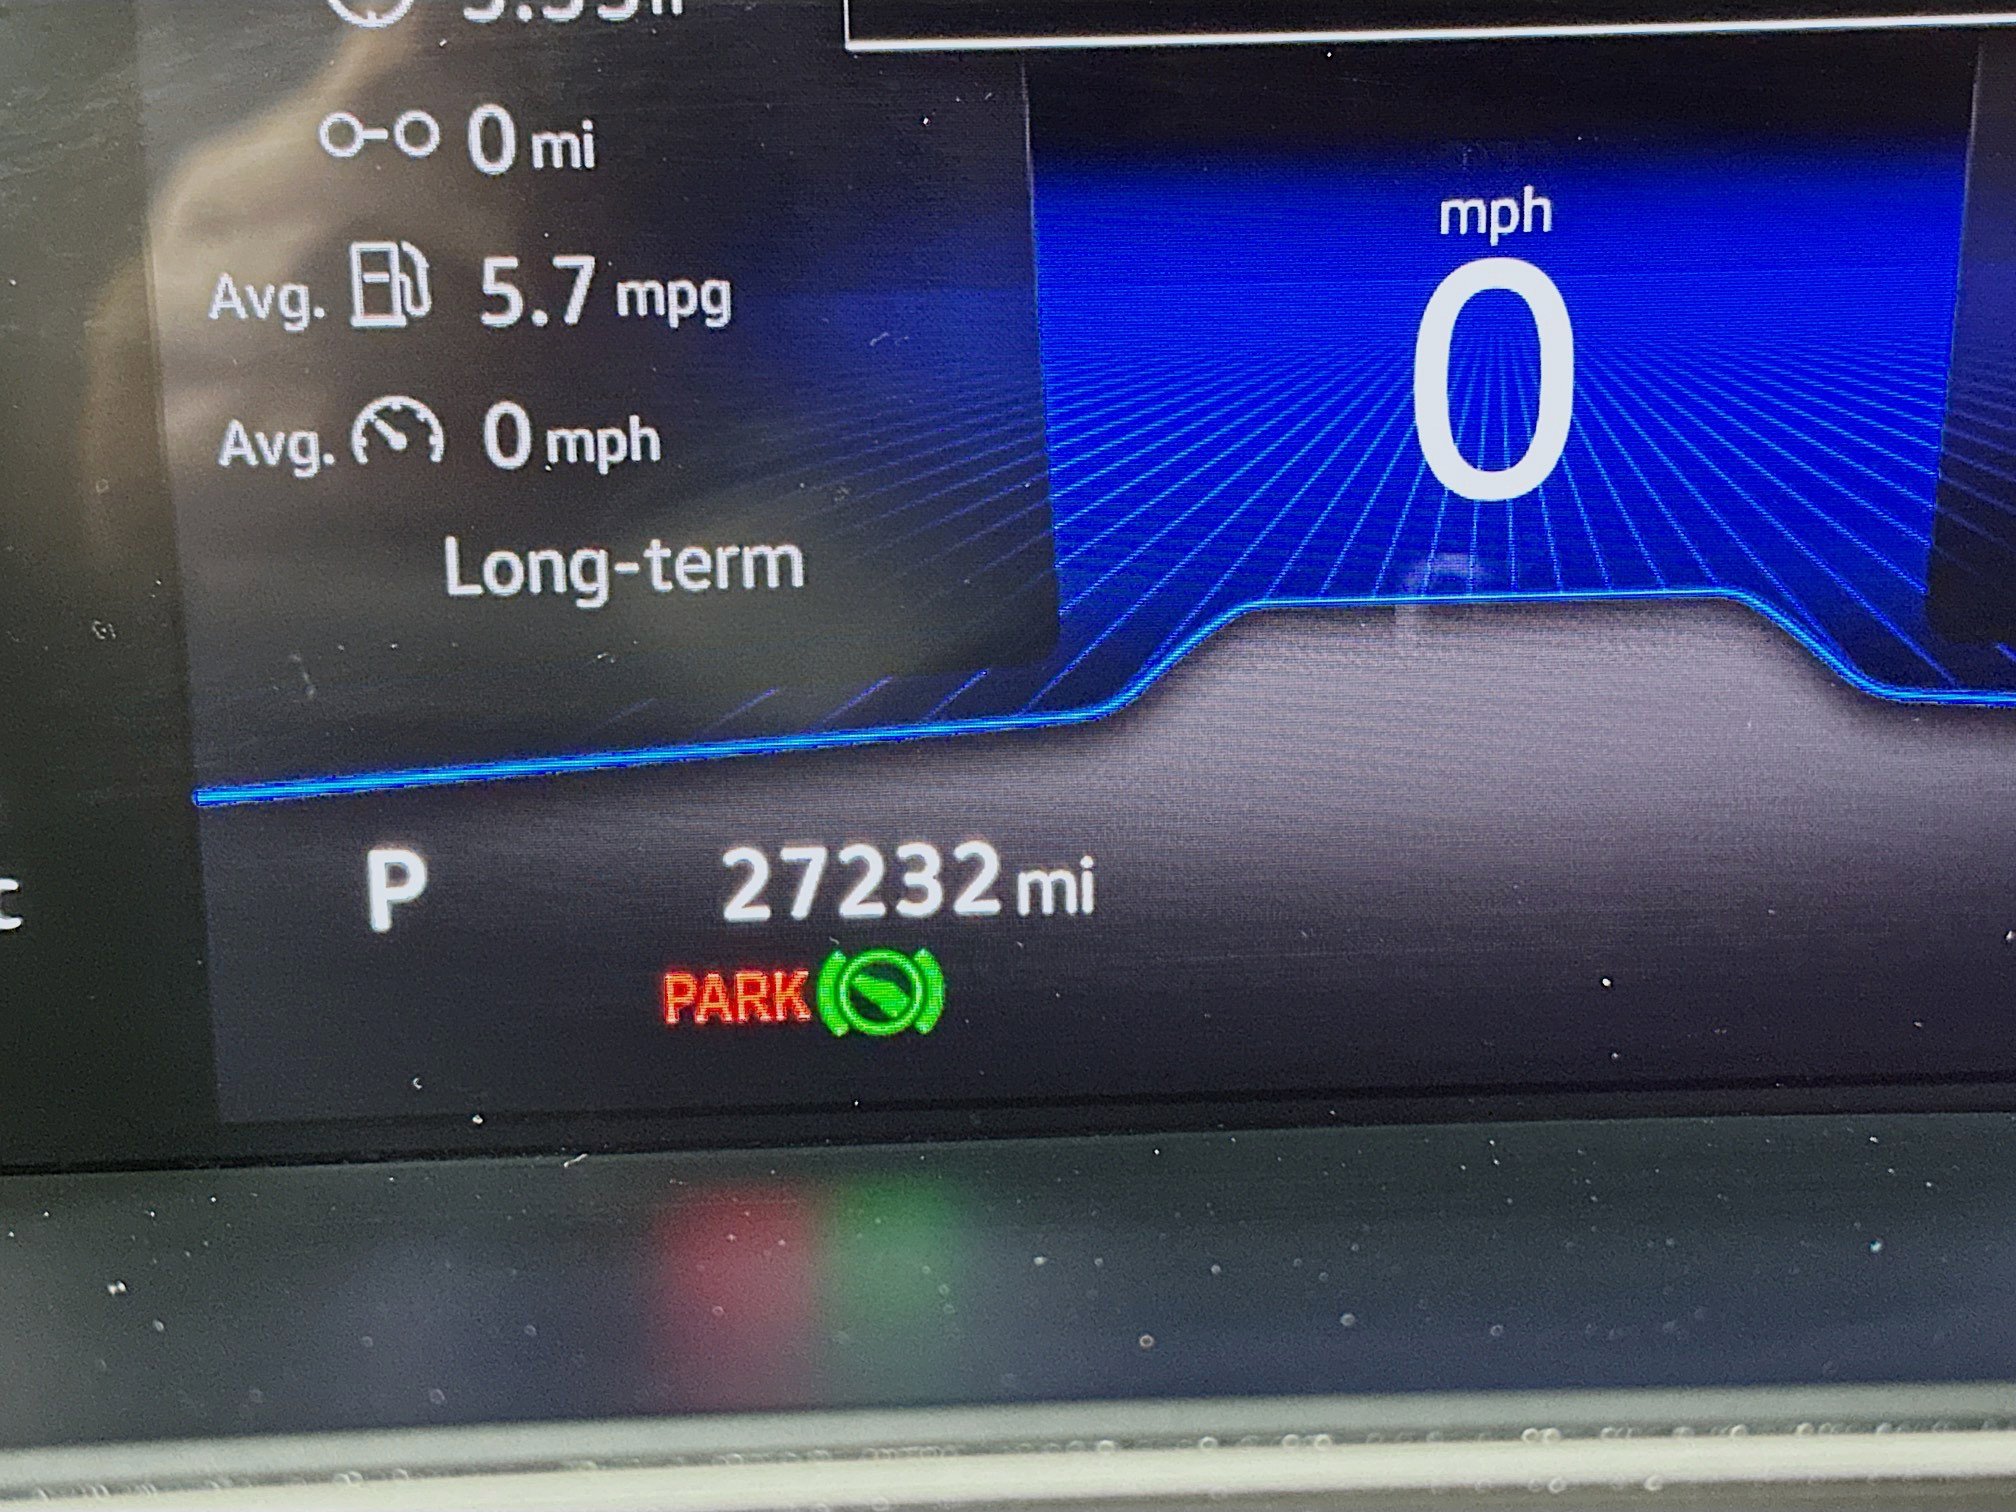 0 mi
Avg. 5.7 mpg
Avg. 0 mph
Long-term
mph
0
P 27232 mi
PARK